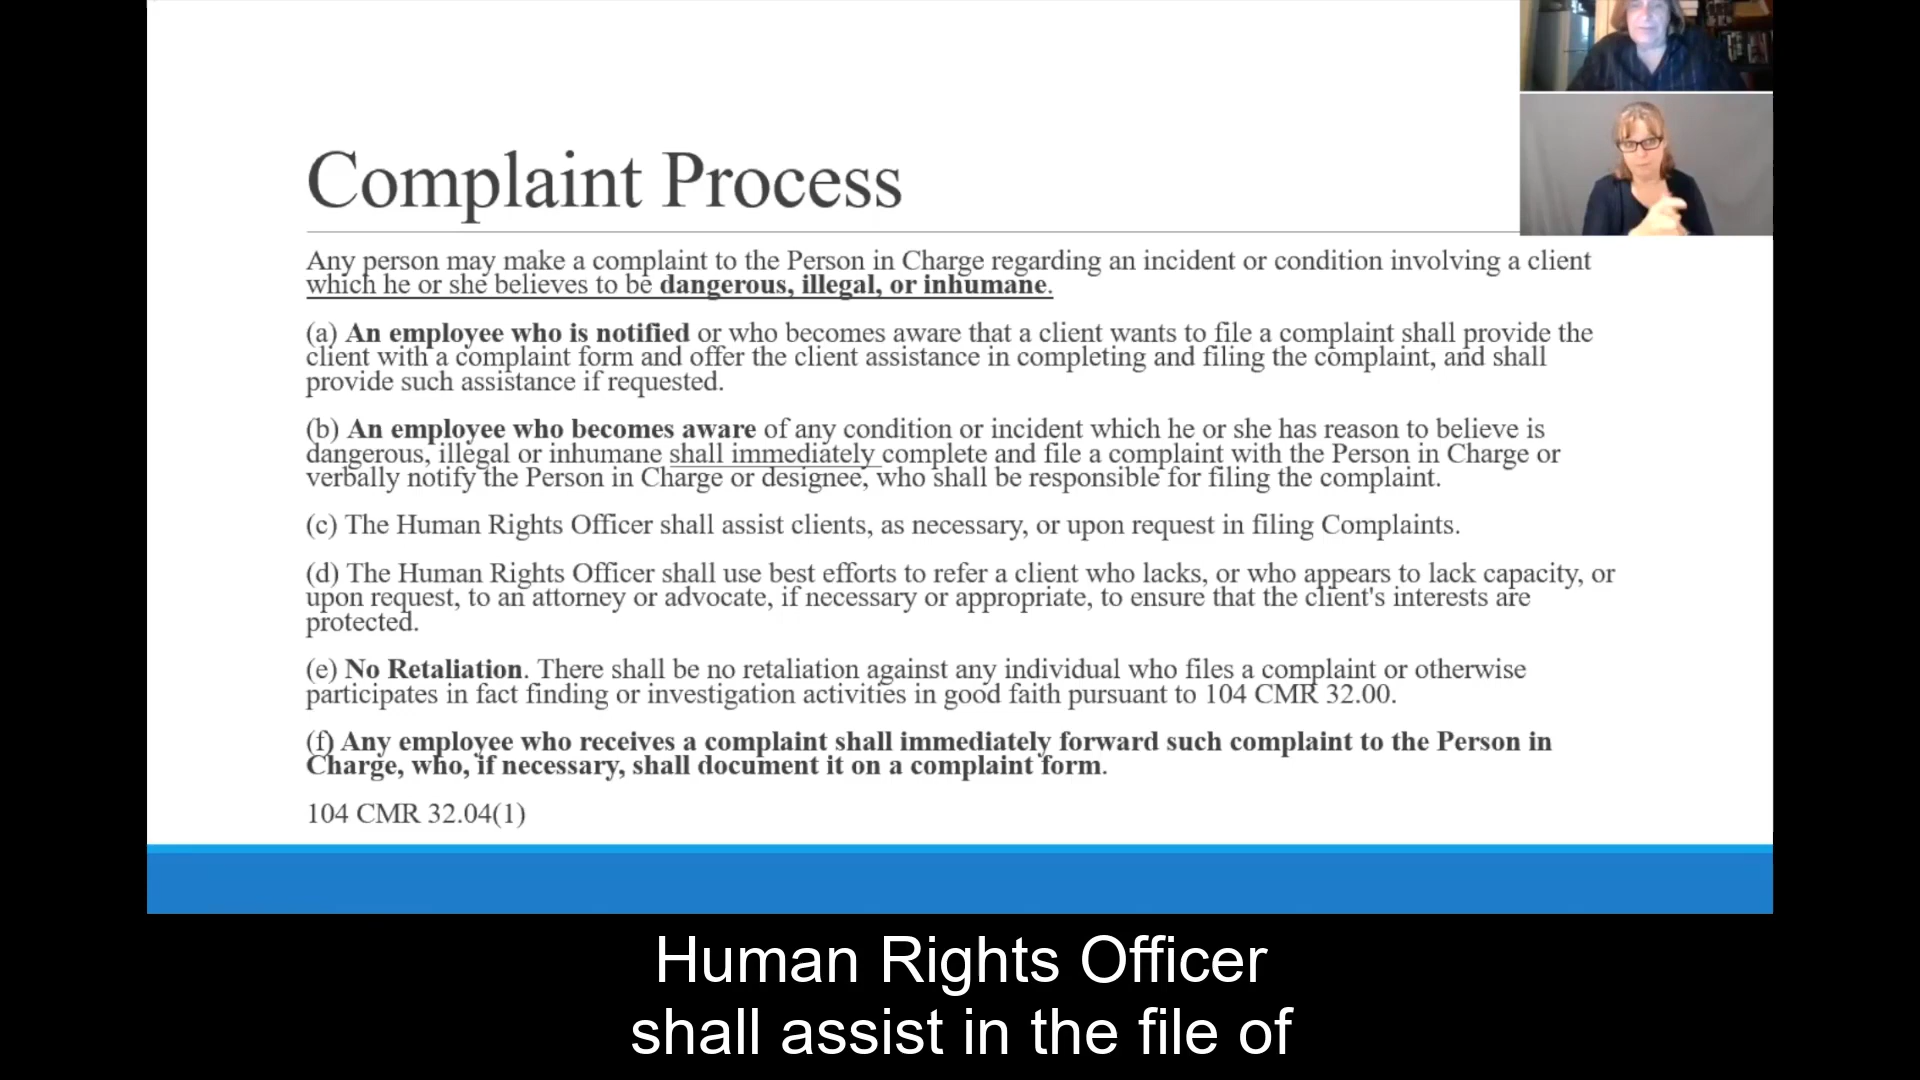 Complaint Process
Any person may make a complaint to the Person in Charge regarding an incident or condition involving a client
which he or she believes to be dangerous, illegal, or inhumane.
(a) An employee who is notified or who becomes aware that a client wants to file a complaint shall provide the
client with a complaint form and offer the client assistance in completing and filing the complaint, and shall
provide such assistance if requested.
(b) An employee who becomes aware of any condition or incident which he or she has reason to believe is
dangerous, illegal or inhumane shall immediately complete and file a complaint with the Person in Charge or
verbally notify the Person in Charge or designee, who shall be responsible for filing the complaint.
(c) The Human Rights Officer shall assist clients, as necessary, or upon request in filing Complaints.
(d) The Human Rights Officer shall use best efforts to refer a client who lacks, or who appears to lack capacity, or
upon request, to an attorney or advocate, if necessary or appropriate, to ensure that the client's interests are
protected.
(e) No Retaliation. There shall be no retaliation against any individual who files a complaint or otherwise
participates in fact finding or investigation activities in good faith pursuant to 104 CMR 32.00.
(f) Any employee who receives a complaint shall immediately forward such complaint to the Person in
Charge, who, if necessary, shall document it on a complaint form.
104 CMR 32.04(1)
Human Rights Officer
shall assist in the file of